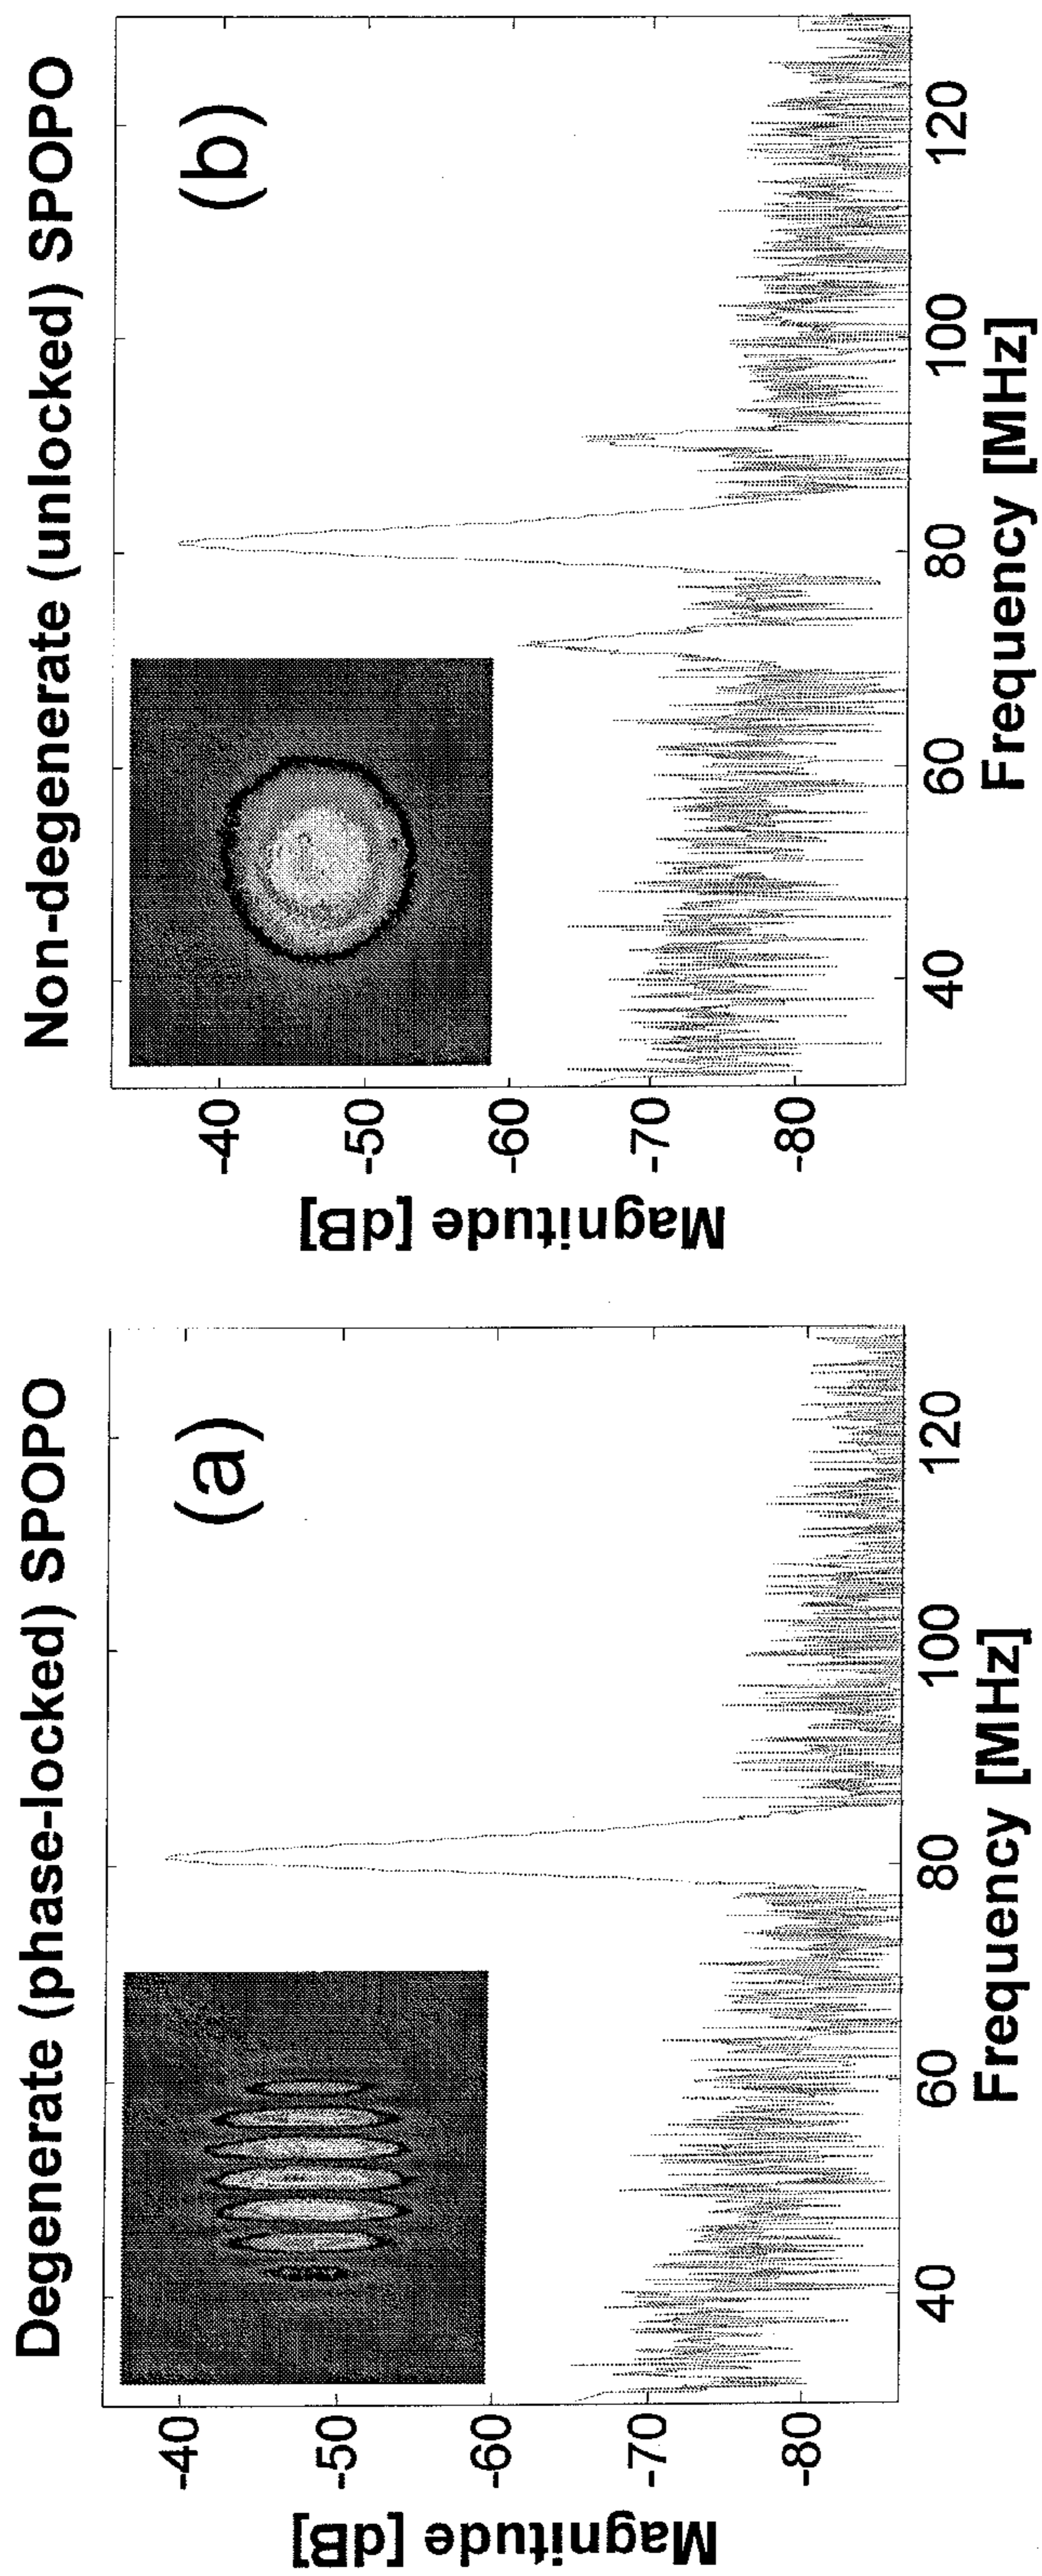 Degenerate (phase-locked) SPOPO
(a)
Magnitude [dB]
-40
-50
-60
-70
-80
40
60
80
100
120
Frequency [MHz]
Non-degenerate (unlocked) SPOPO
(b)
Magnitude [dB]
-40
-50
-60
-70
-80
40
60
80
100
120
Frequency [MHz]